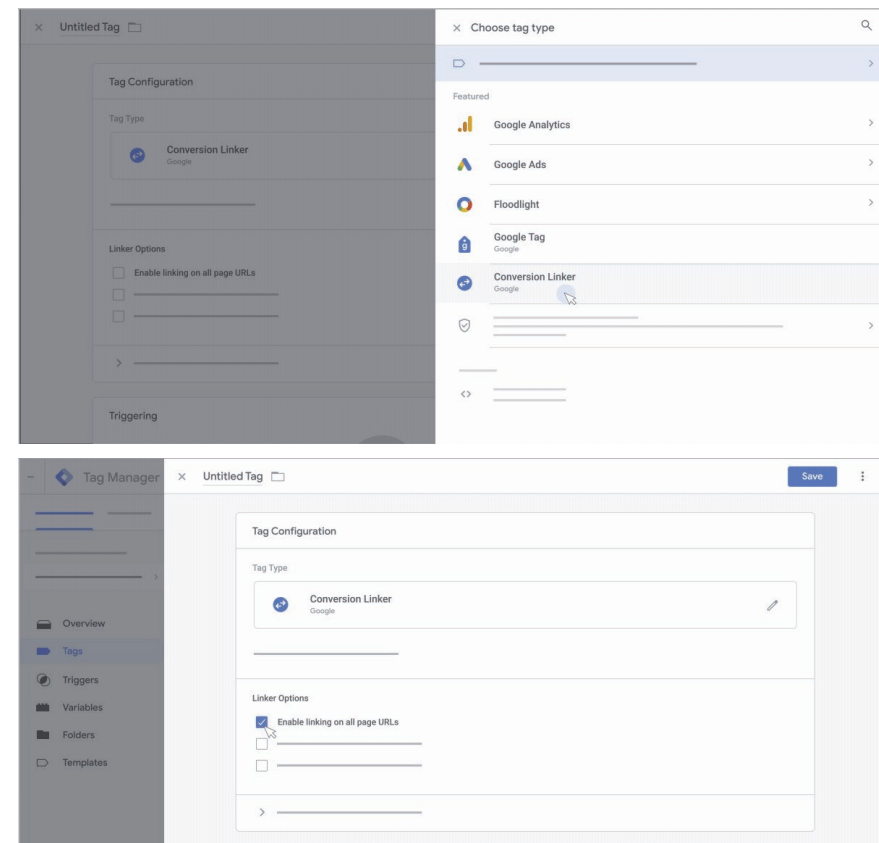 Untitled Tag
Choose tag type
Tag Configuration
Tag Type
Conversion Linker
Google
Linker Options
Enable linking on all page URLs
Triggering
Featured
Google Analytics
Google Ads
Floodlight
Google Tag
Google
Conversion Linker
Google
Tag Manager
Untitled Tag
Save
Overview
Tags
Triggers
Variables
Folders
Templates
Tag Configuration
Tag Type
Conversion Linker
Google
Linker Options
Enable linking on all page URLs